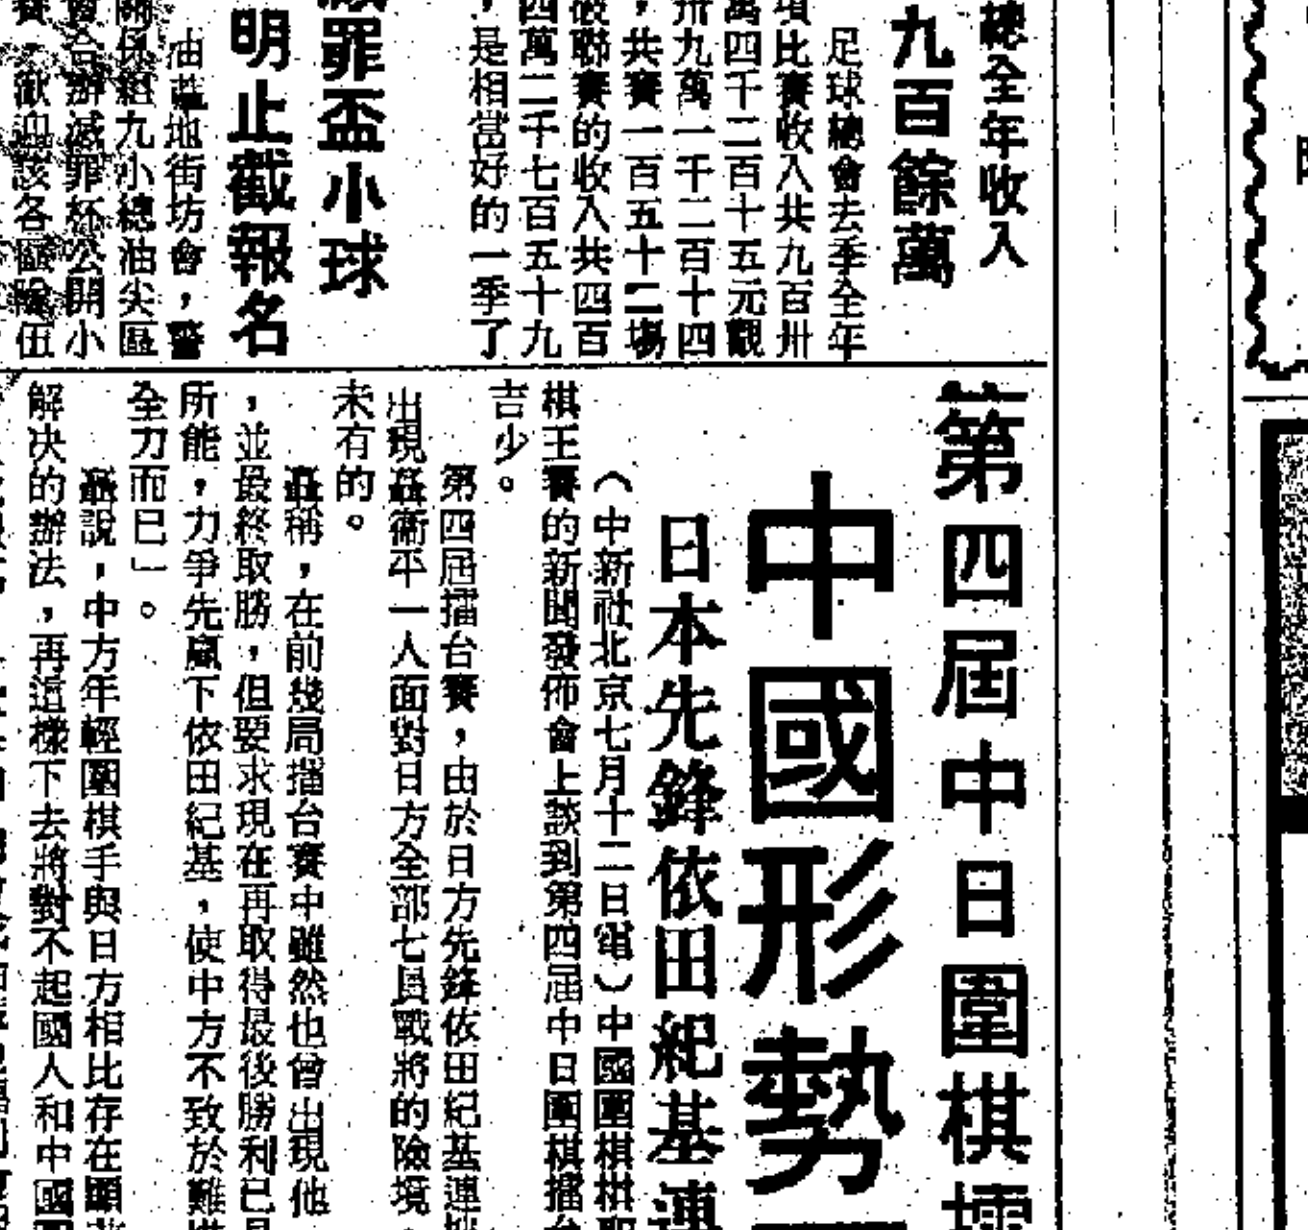 總全年收入
九百餘萬
足球總會去季全年
項比賽收入共九百卅
萬四千二百十五元觀
卅九萬一千二百十四
，共賽一百五十二場
破聯賽的收入共四百
四萬二千七百五十九
，是相當好的一季了
滅罪盃小球
明止截報名
油蔴地街坊會，警
關係組九小總油尖區
會合辦滅罪杯公開小
賽，歡迎該各區隊伍
第四屆中日圍棋擂
中國形勢
日本先鋒依田紀基連
（中新社北京七月十二日電）中國圍棋棋聖
棋王賽的新聞發佈會上談到第四屆中日圍棋擂台
吉少。
第四屆擂台賽，由於日方先鋒依田紀基連
出現聶衛平一人面對日方全部七員戰將的險境，
未有的。
聶稱，在前幾局擂台賽中雖然也曾出現他
，並最終取勝，但要求現在再取得最後勝利已是
所能，力爭先贏下依田紀基，使中方不致於難堪
全力而已」。
聶說，中方年輕圍棋手與日方相比存在顯著
解決的辦法，再這樣下去將對不起國人和中國圍